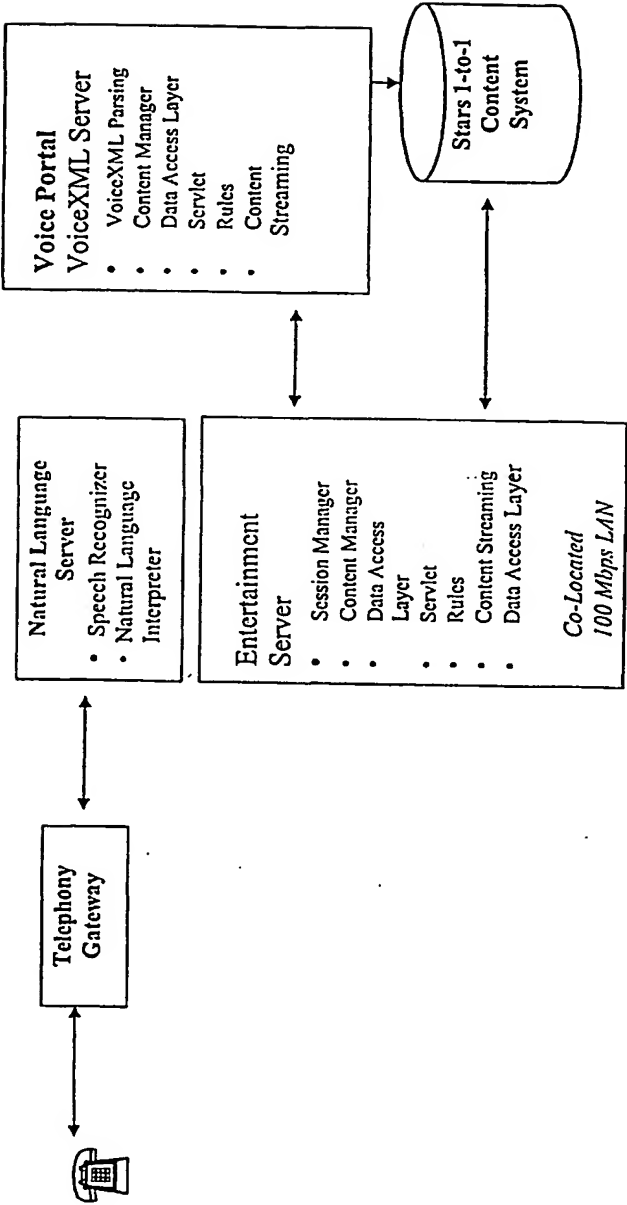 Telephony
Gateway
Natural Language
Server
• Speech Recognizer
• Natural Language
Interpreter
Entertainment
Server
• Session Manager
• Content Manager
• Data Access
Layer
• Servlet
• Rules
• Content Streaming
• Data Access Layer
Co-Located
100 Mbps LAN
Voice Portal
VoiceXML Server
• VoiceXML Parsing
• Content Manager
• Data Access Layer
• Servlet
• Rules
• Content
Streaming
Stars 1-to-1
Content
System